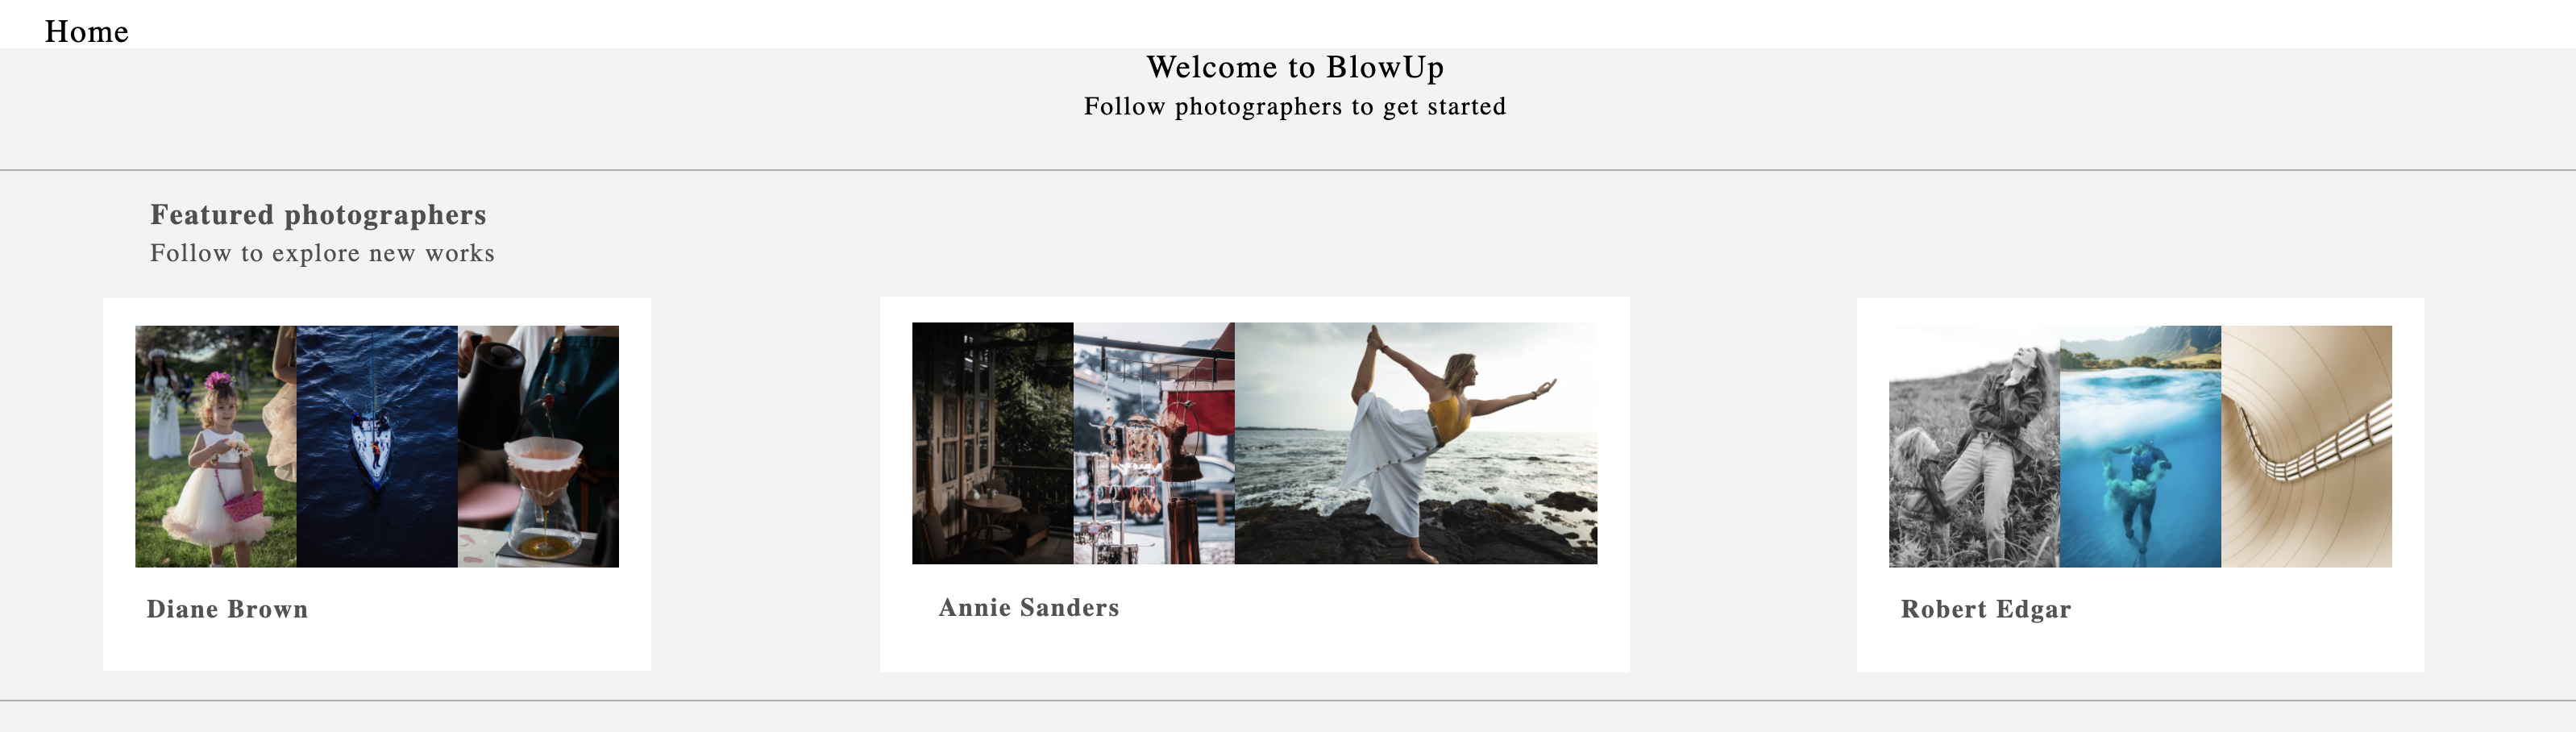 Home
Welcome to BlowUp
Follow photographers to get started
Featured photographers
Follow to explore new works
Diane Brown
Annie Sanders
Robert Edgar